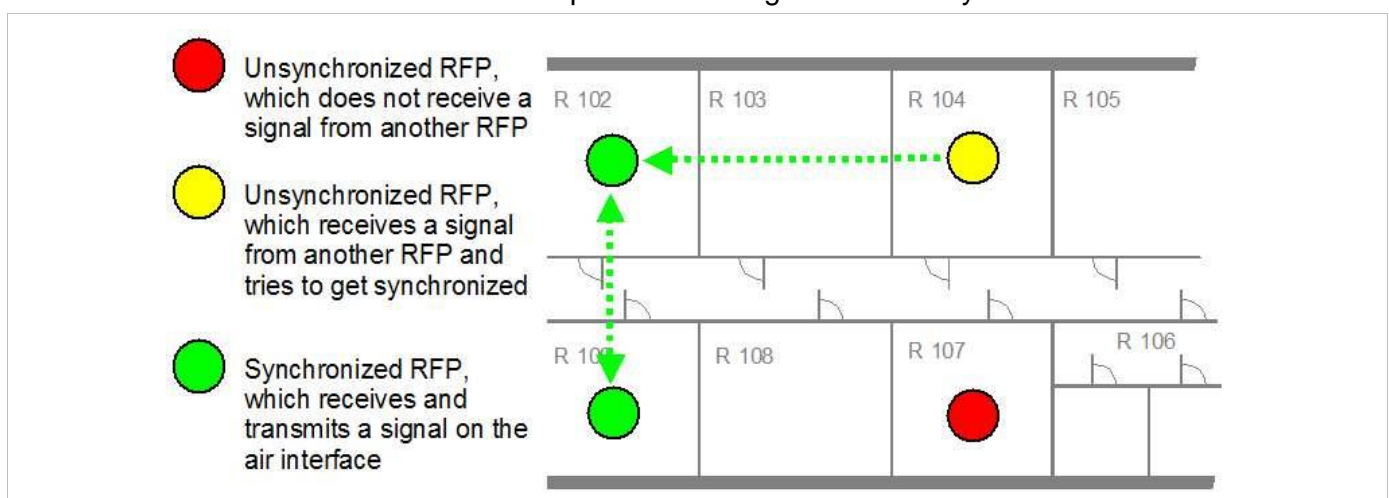 Unsynchronized RFP,
which does not receive a
signal from another RFP
Unsynchronized RFP,
which receives a signal
from another RFP and
tries to get synchronized
Synchronized RFP,
which receives and
transmits a signal on the
air interface
R 102
R 103
R 104
R 105
R 109
R 108
R 107
R 106